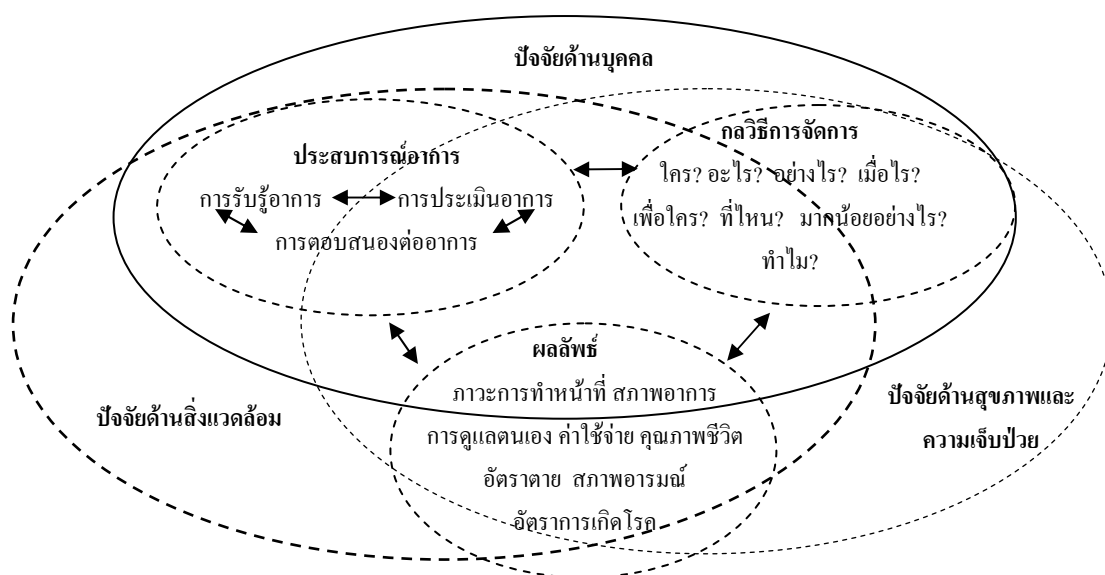 ปัจจัยด้านบุคคล
ประสบการณ์อาการ
การรับรู้อาการ การประเมินอาการ
การตอบสนองต่ออาการ
กลวิธีการจัดการ
ใคร? อะไร? อย่างไร? เมื่อไร?
เพื่อใคร? ที่ไหน? มากน้อยอย่างไร?
ทำไม?
ผลลัพธ์
ภาวะการทำหน้าที่ สภาพอาการ
การดูแลตนเอง ค่าใช้จ่าย คุณภาพชีวิต
อัตราตาย สภาพอารมณ์
อัตราการเกิดโรค
ปัจจัยด้านสิ่งแวดล้อม
ปัจจัยด้านสุขภาพและ
ความเจ็บป่วย